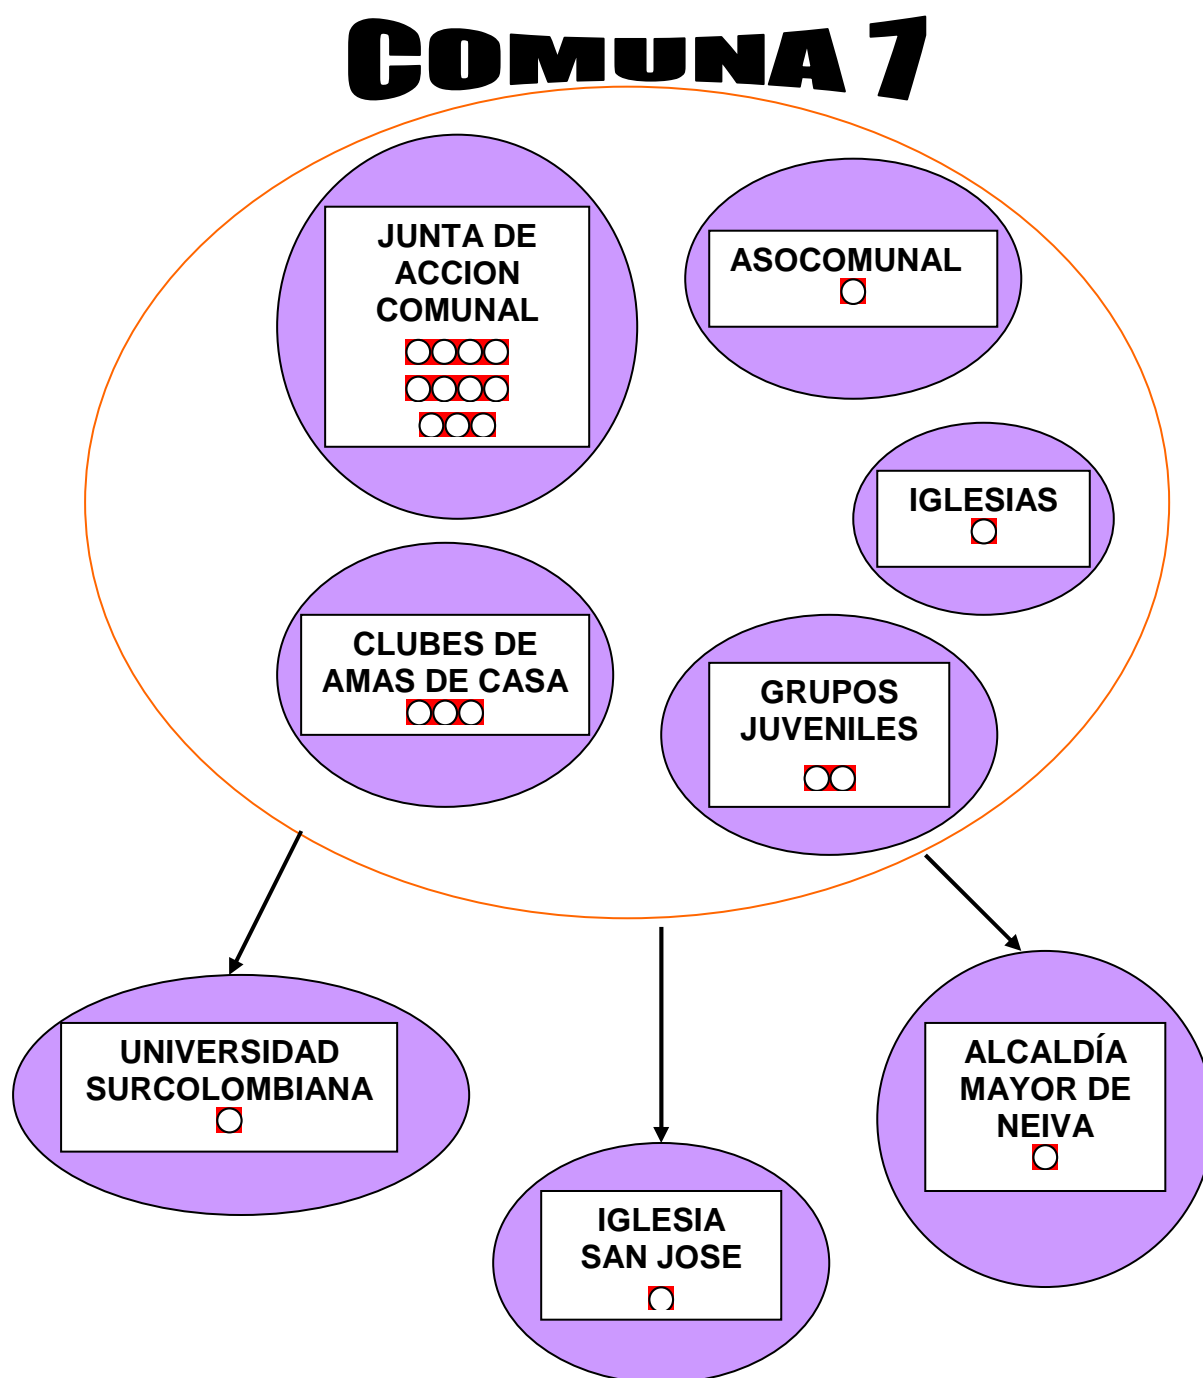 COMUNA 7
JUNTA DE
ACCION
COMUNAL
ASOCOMUNAL
IGLESIAS
CLUBES DE
AMAS DE CASA
GRUPOS
JUVENILES
UNIVERSIDAD
SURCOLOMBIANA
IGLESIA
SAN JOSE
ALCALDÍA
MAYOR DE
NEIVA